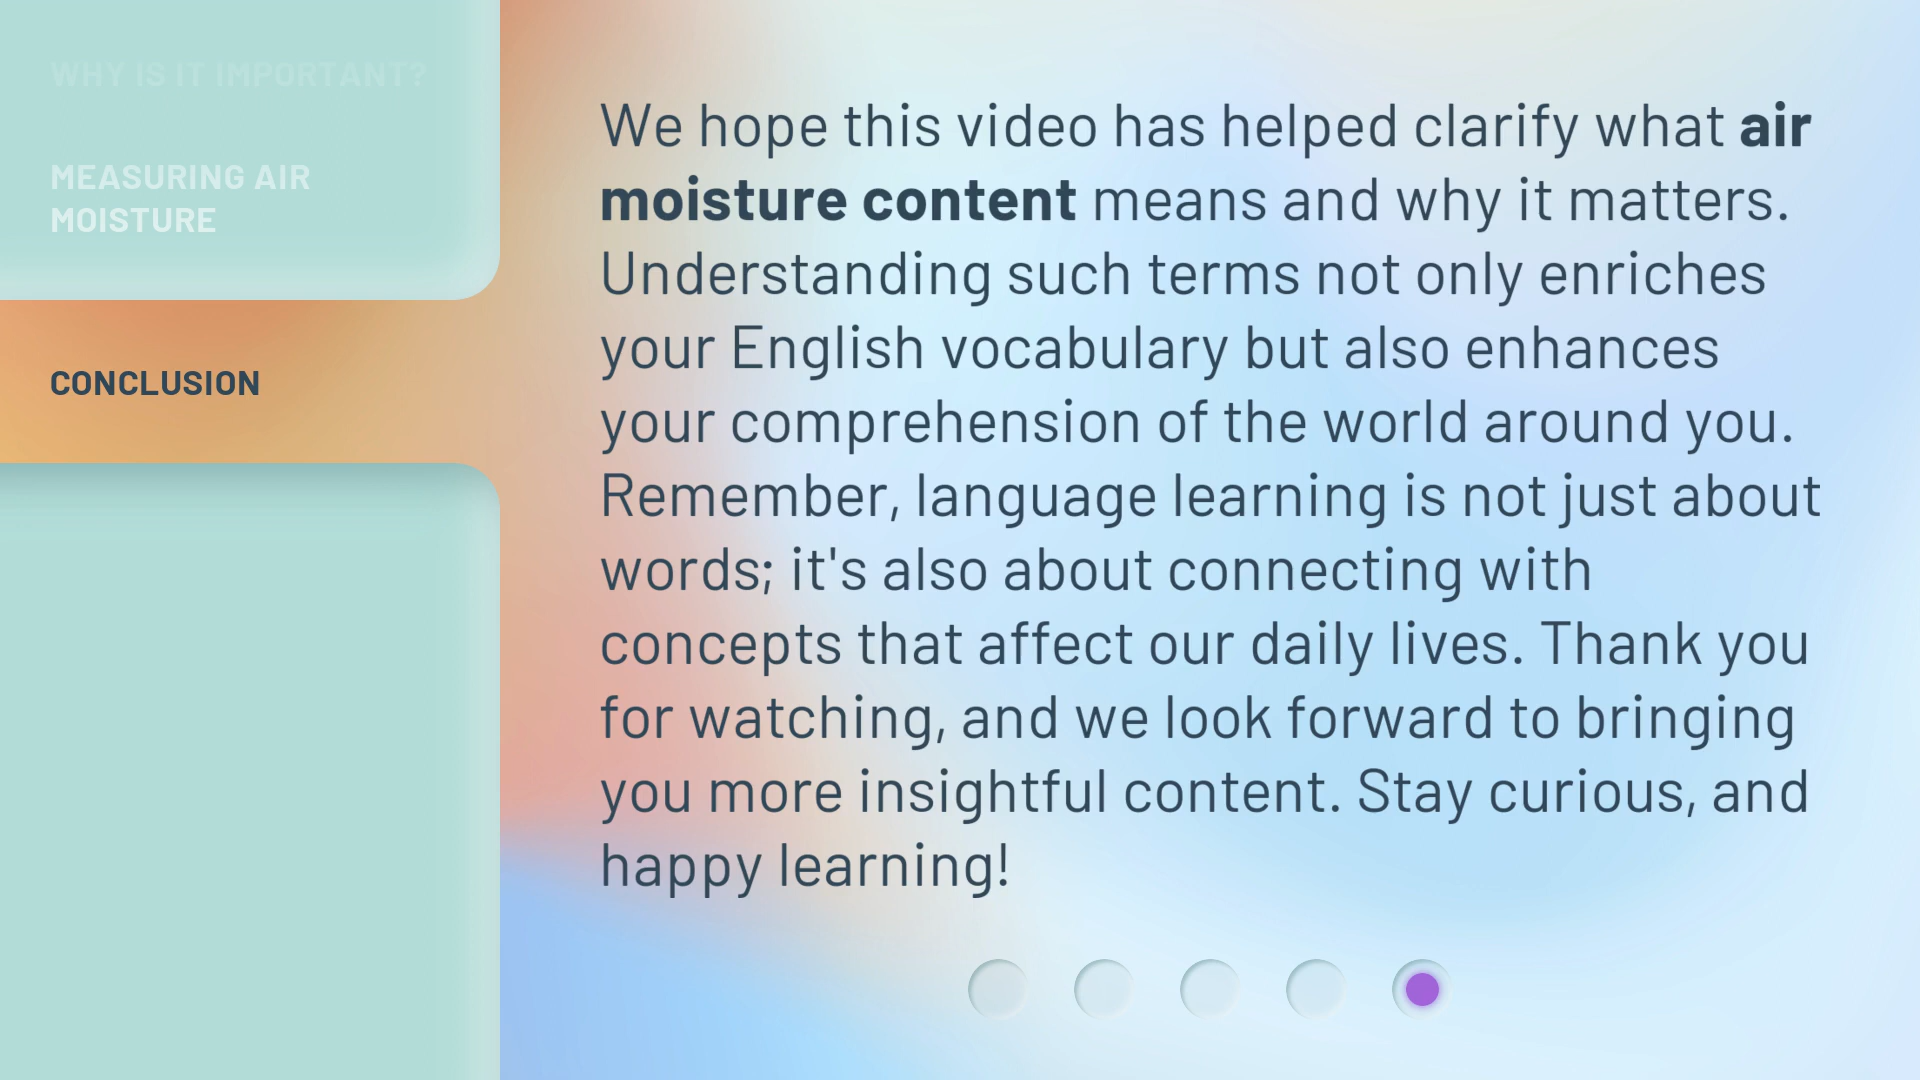 WHY IS IT IMPORTANT?
MEASURING AIR
MOISTURE
CONCLUSION
We hope this video has helped clarify what air
moisture content means and why it matters.
Understanding such terms not only enriches
your English vocabulary but also enhances
your comprehension of the world around you.
Remember, language learning is not just about
words; it's also about connecting with
concepts that affect our daily lives. Thank you
for watching, and we look forward to bringing
you more insightful content. Stay curious, and
happy learning!